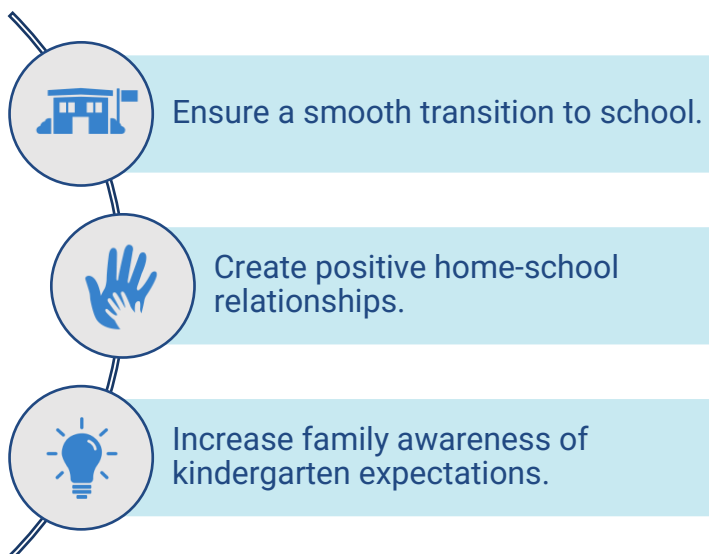 Ensure a smooth transition to school.
Create positive home-school
relationships.
Increase family awareness of
kindergarten expectations.